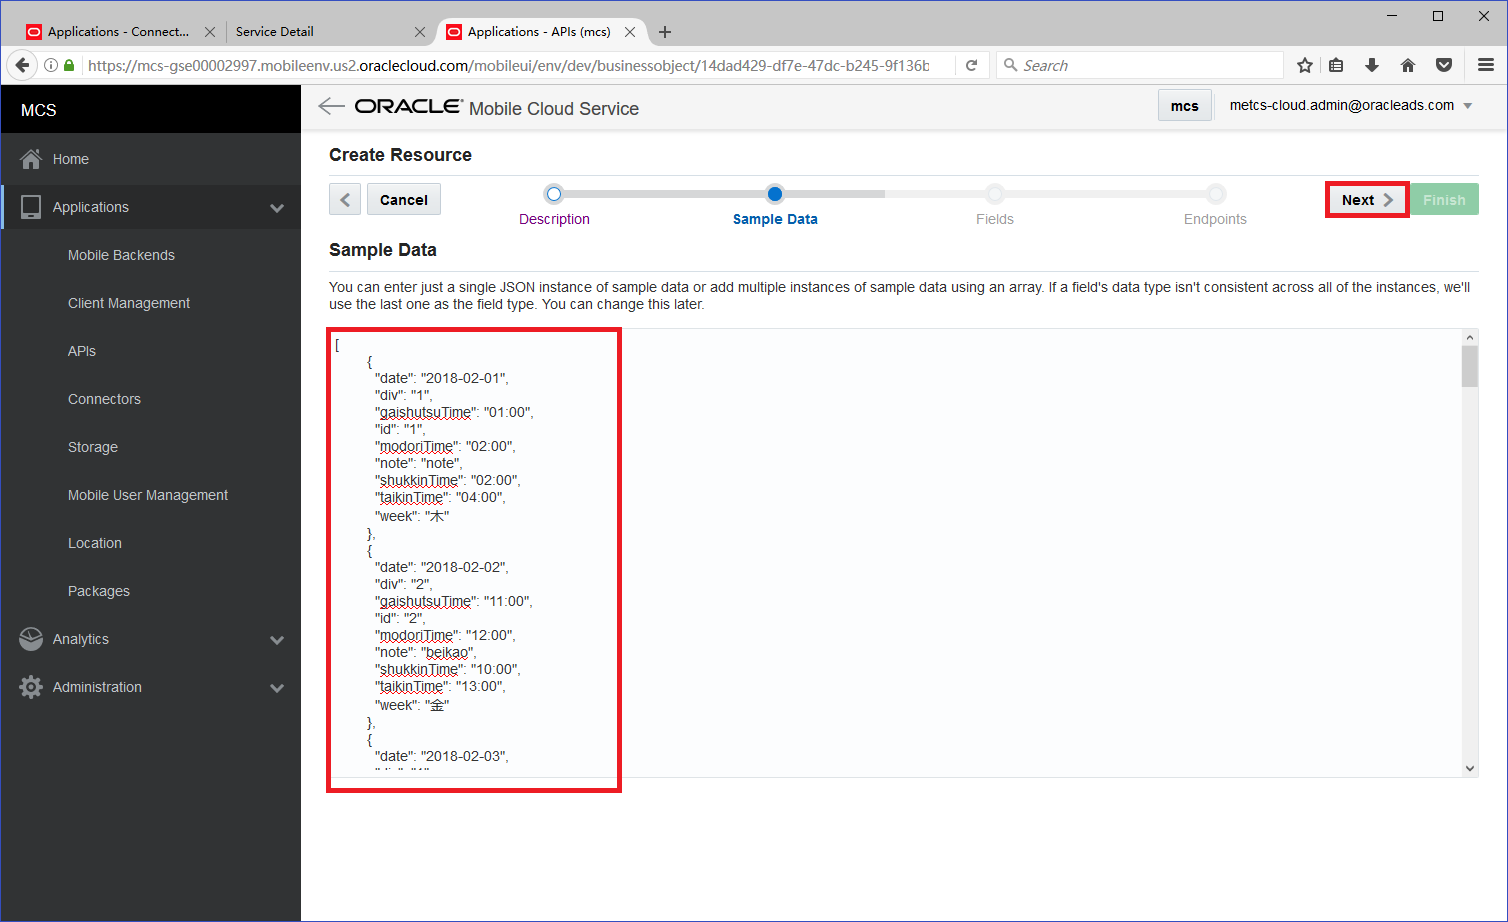 Applications - Connect...
Service Detail
Applications - APIs (mcs)
https://mcs-gse00002997.mobileenv.us2.oraclecloud.com/mobileui/env/dev/businessobject/14dad429-df7e-47dc-b245-9f136b
Search
MCS
ORACLE Mobile Cloud Service
mcs
metcs-cloud.admin@oracleads.com
Home
Applications
Mobile Backends
Client Management
APIs
Connectors
Storage
Mobile User Management
Location
Packages
Analytics
Administration
Create Resource
Cancel
Description
Sample Data
Fields
Endpoints
Next
Finish
Sample Data
You can enter just a single JSON instance of sample data or add multiple instances of sample data using an array. If a field's data type isn't consistent across all of the instances, we'll
use the last one as the field type. You can change this later.
[
{
"date": "2018-02-01",
"div": "1",
"gaishutsuTime": "01:00",
"id": "1",
"modoriTime": "02:00",
"note": "note",
"shukkinTime": "02:00",
"taikinTime": "04:00",
"week": "木"
},
{
"date": "2018-02-02",
"div": "2",
"gaishutsuTime": "11:00",
"id": "2",
"modoriTime": "12:00",
"note": "beikao",
"shukkinTime": "10:00",
"taikinTime": "13:00",
"week": "金"
},
{
"date": "2018-02-03",